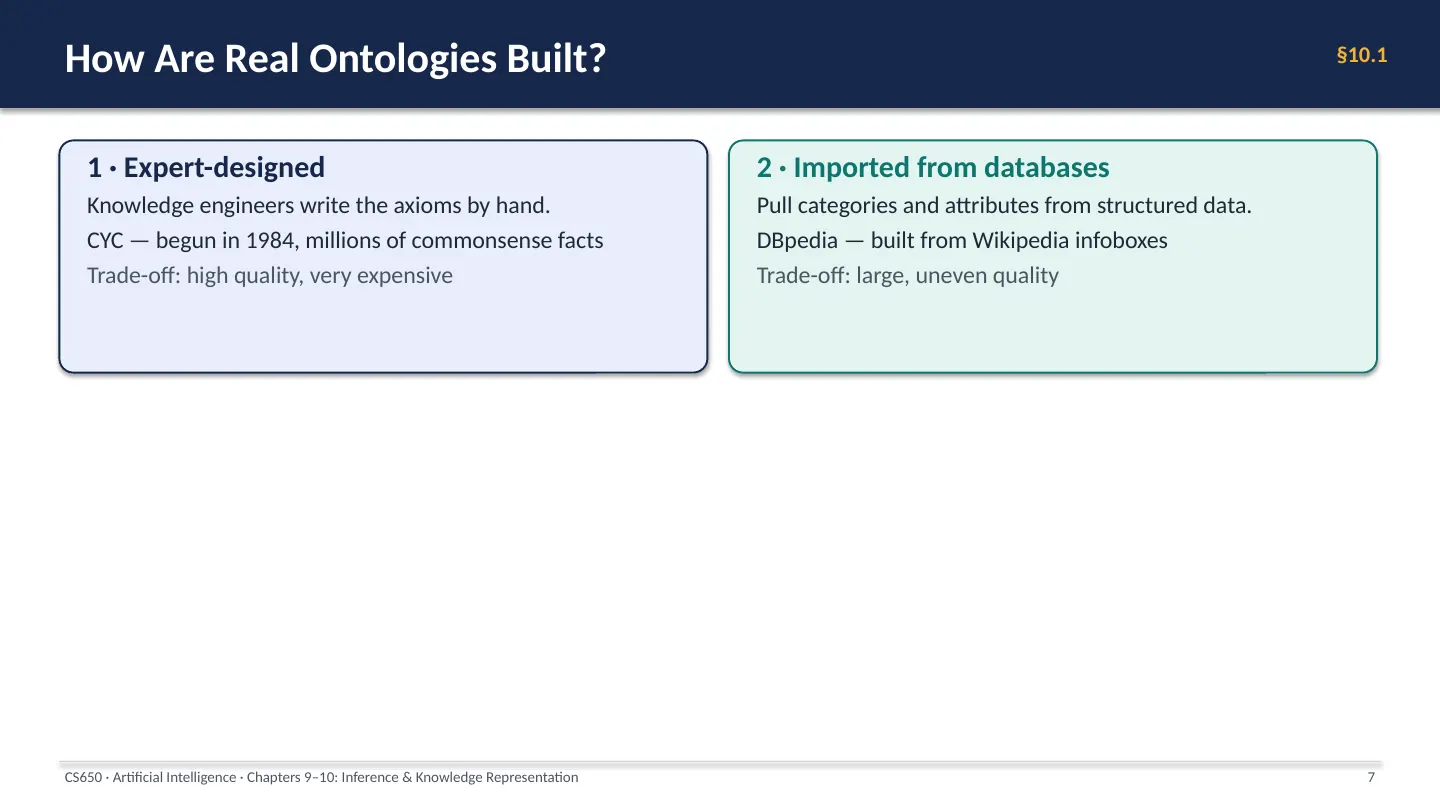 How Are Real Ontologies Built?
§10.1
1 · Expert-designed
Knowledge engineers write the axioms by hand.
CYC — begun in 1984, millions of commonsense facts
Trade-off: high quality, very expensive
2 · Imported from databases
Pull categories and attributes from structured data.
DBpedia — built from Wikipedia infoboxes
Trade-off: large, uneven quality
CS650 · Artificial Intelligence · Chapters 9–10: Inference & Knowledge Representation
7